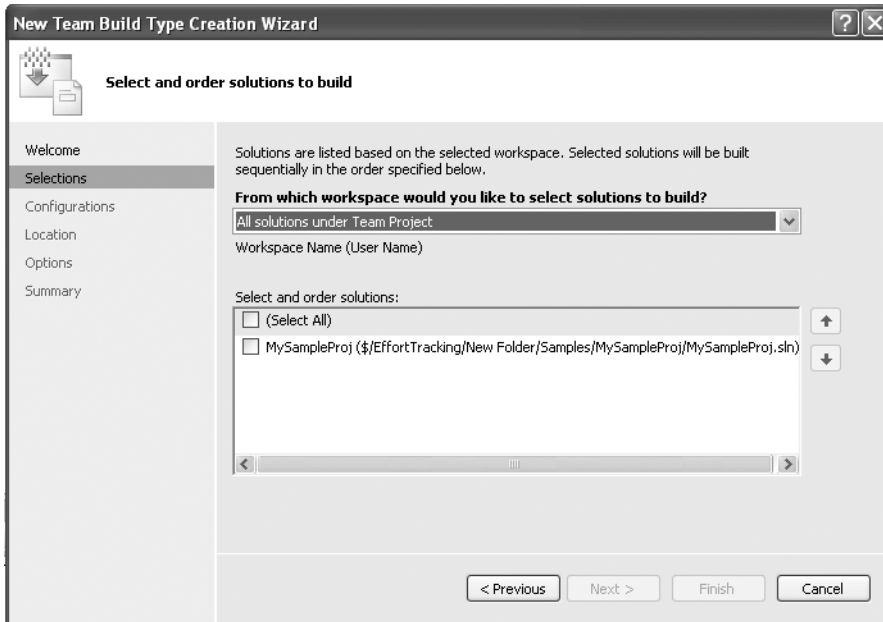 New Team Build Type Creation Wizard
Select and order solutions to build
Welcome
Selections
Configurations
Location
Options
Summary
Solutions are listed based on the selected workspace. Selected solutions will be built
sequentially in the order specified below.
From which workspace would you like to select solutions to build?
All solutions under Team Project
Workspace Name (User Name)
Select and order solutions:
(Select All)
MySampleProj ($/EffortTracking/New Folder/Samples/MySampleProj/MySampleProj.sln)
< Previous
Next >
Finish
Cancel